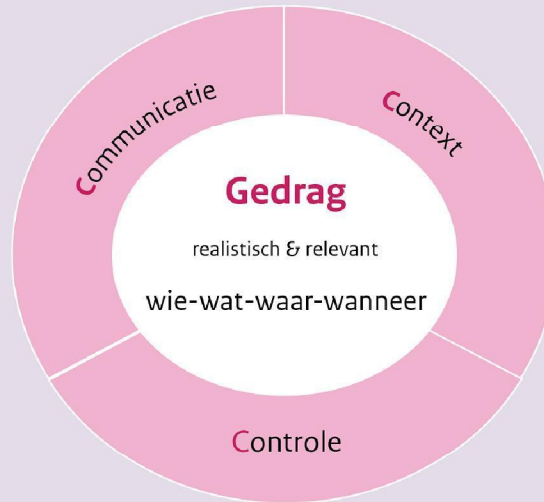 Communicatie
Context
Gedrag
realistisch & relevant
wie-wat-waar-wanneer
Controle